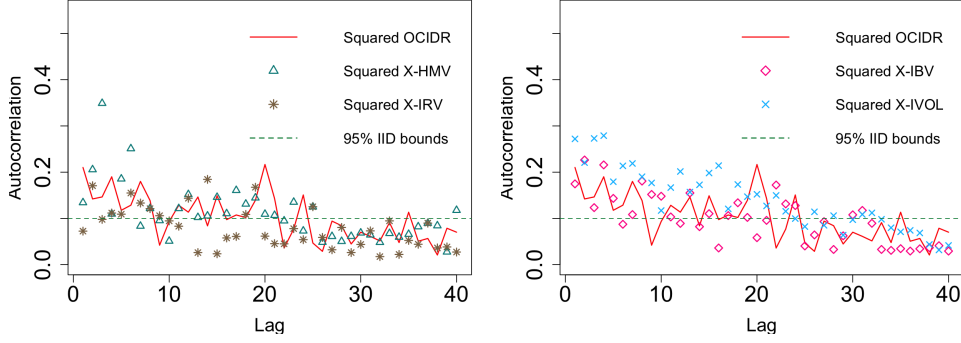 Squared OCIDR
Squared X-HMV
Squared X-IRV
95% IID bounds
Autocorrelation
0.0
0.2
0.4
0
10
20
30
40
Lag
Squared OCIDR
Squared X-IBV
Squared X-IVOL
95% IID bounds
Autocorrelation
0.0
0.2
0.4
0
10
20
30
40
Lag